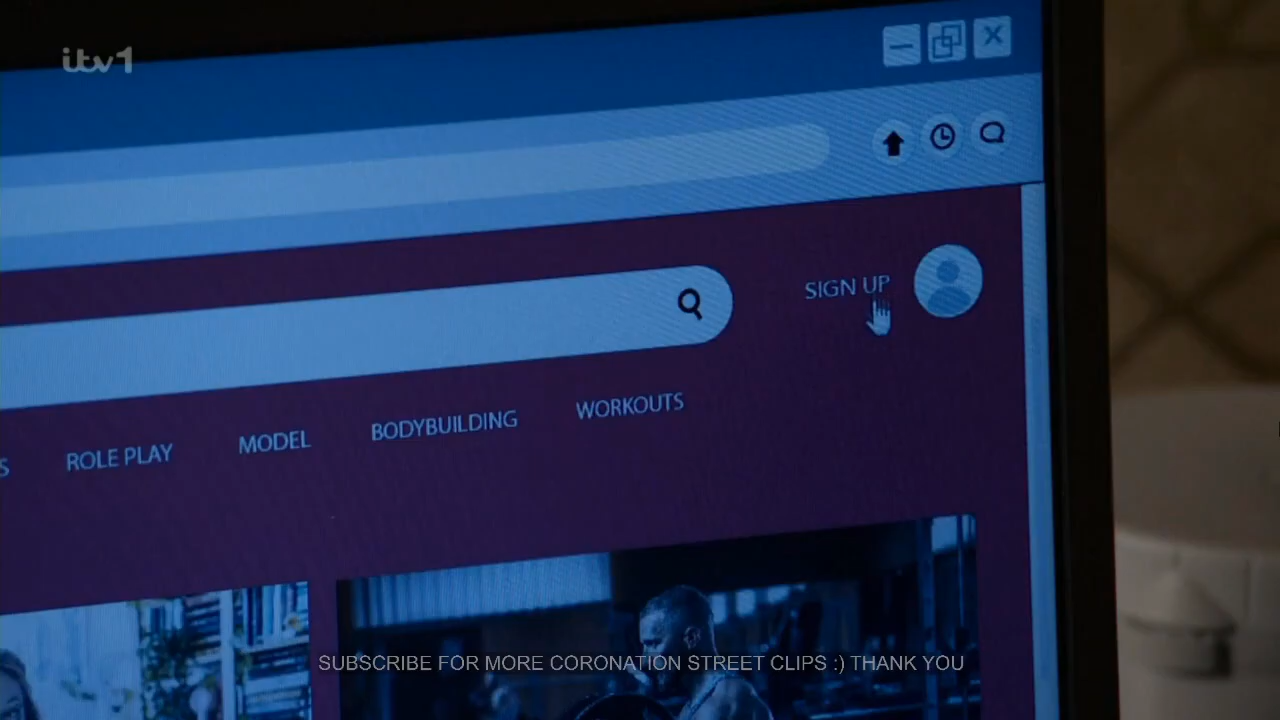 itv1
SIGN UP
S
ROLE PLAY
MODEL
BODYBUILDING
WORKOUTS
SUBSCRIBE FOR MORE CORONATION STREET CLIPS :) THANK YOU